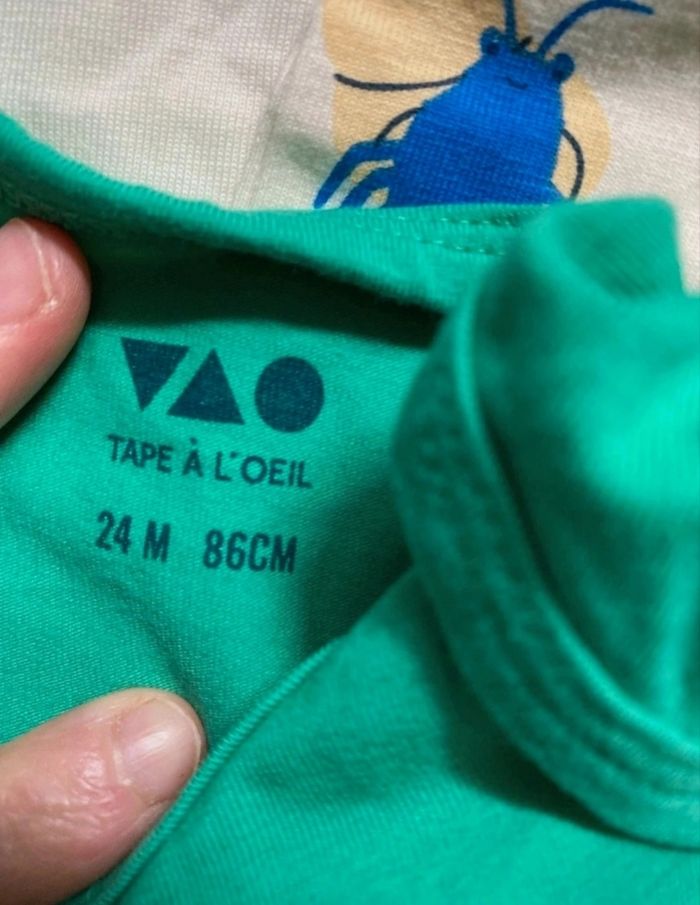 TAPE À L'OEIL
24 M 86CM